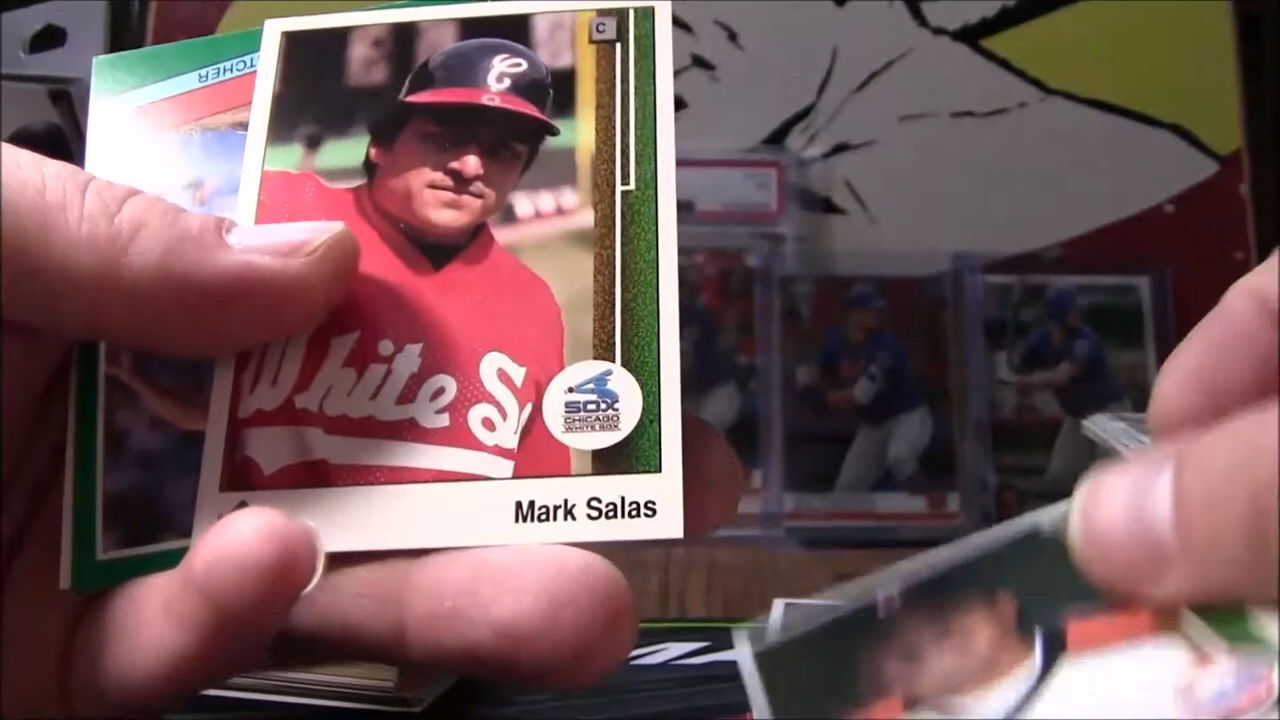 TCHER
C
C
White S
SOX
CHICAGO
WHITE SOX
Mark Salas